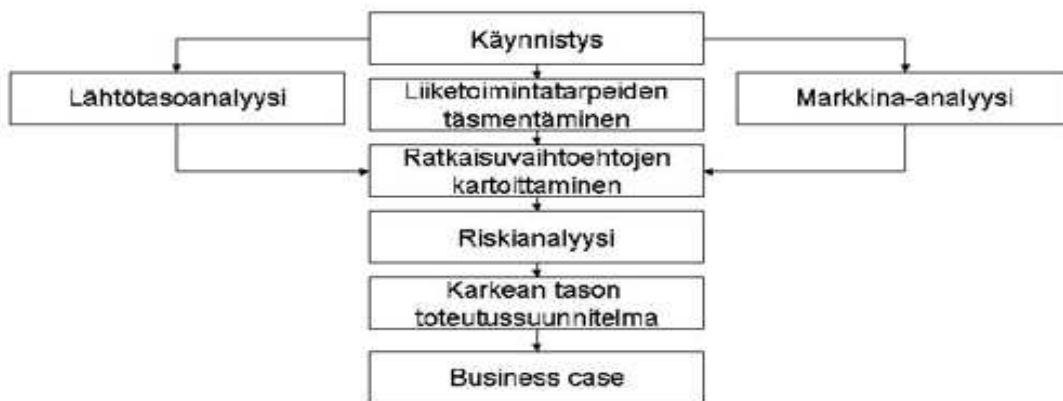 Käynnistys
Lähtötasoanalyysi
Liiketoimintatarpeiden
täsmentäminen
Markkina-analyysi
Ratkaisuvaihtoehtojen
kartoittaminen
Riskianalyysi
Karkean tason
toteutussuunnitelma
Business case